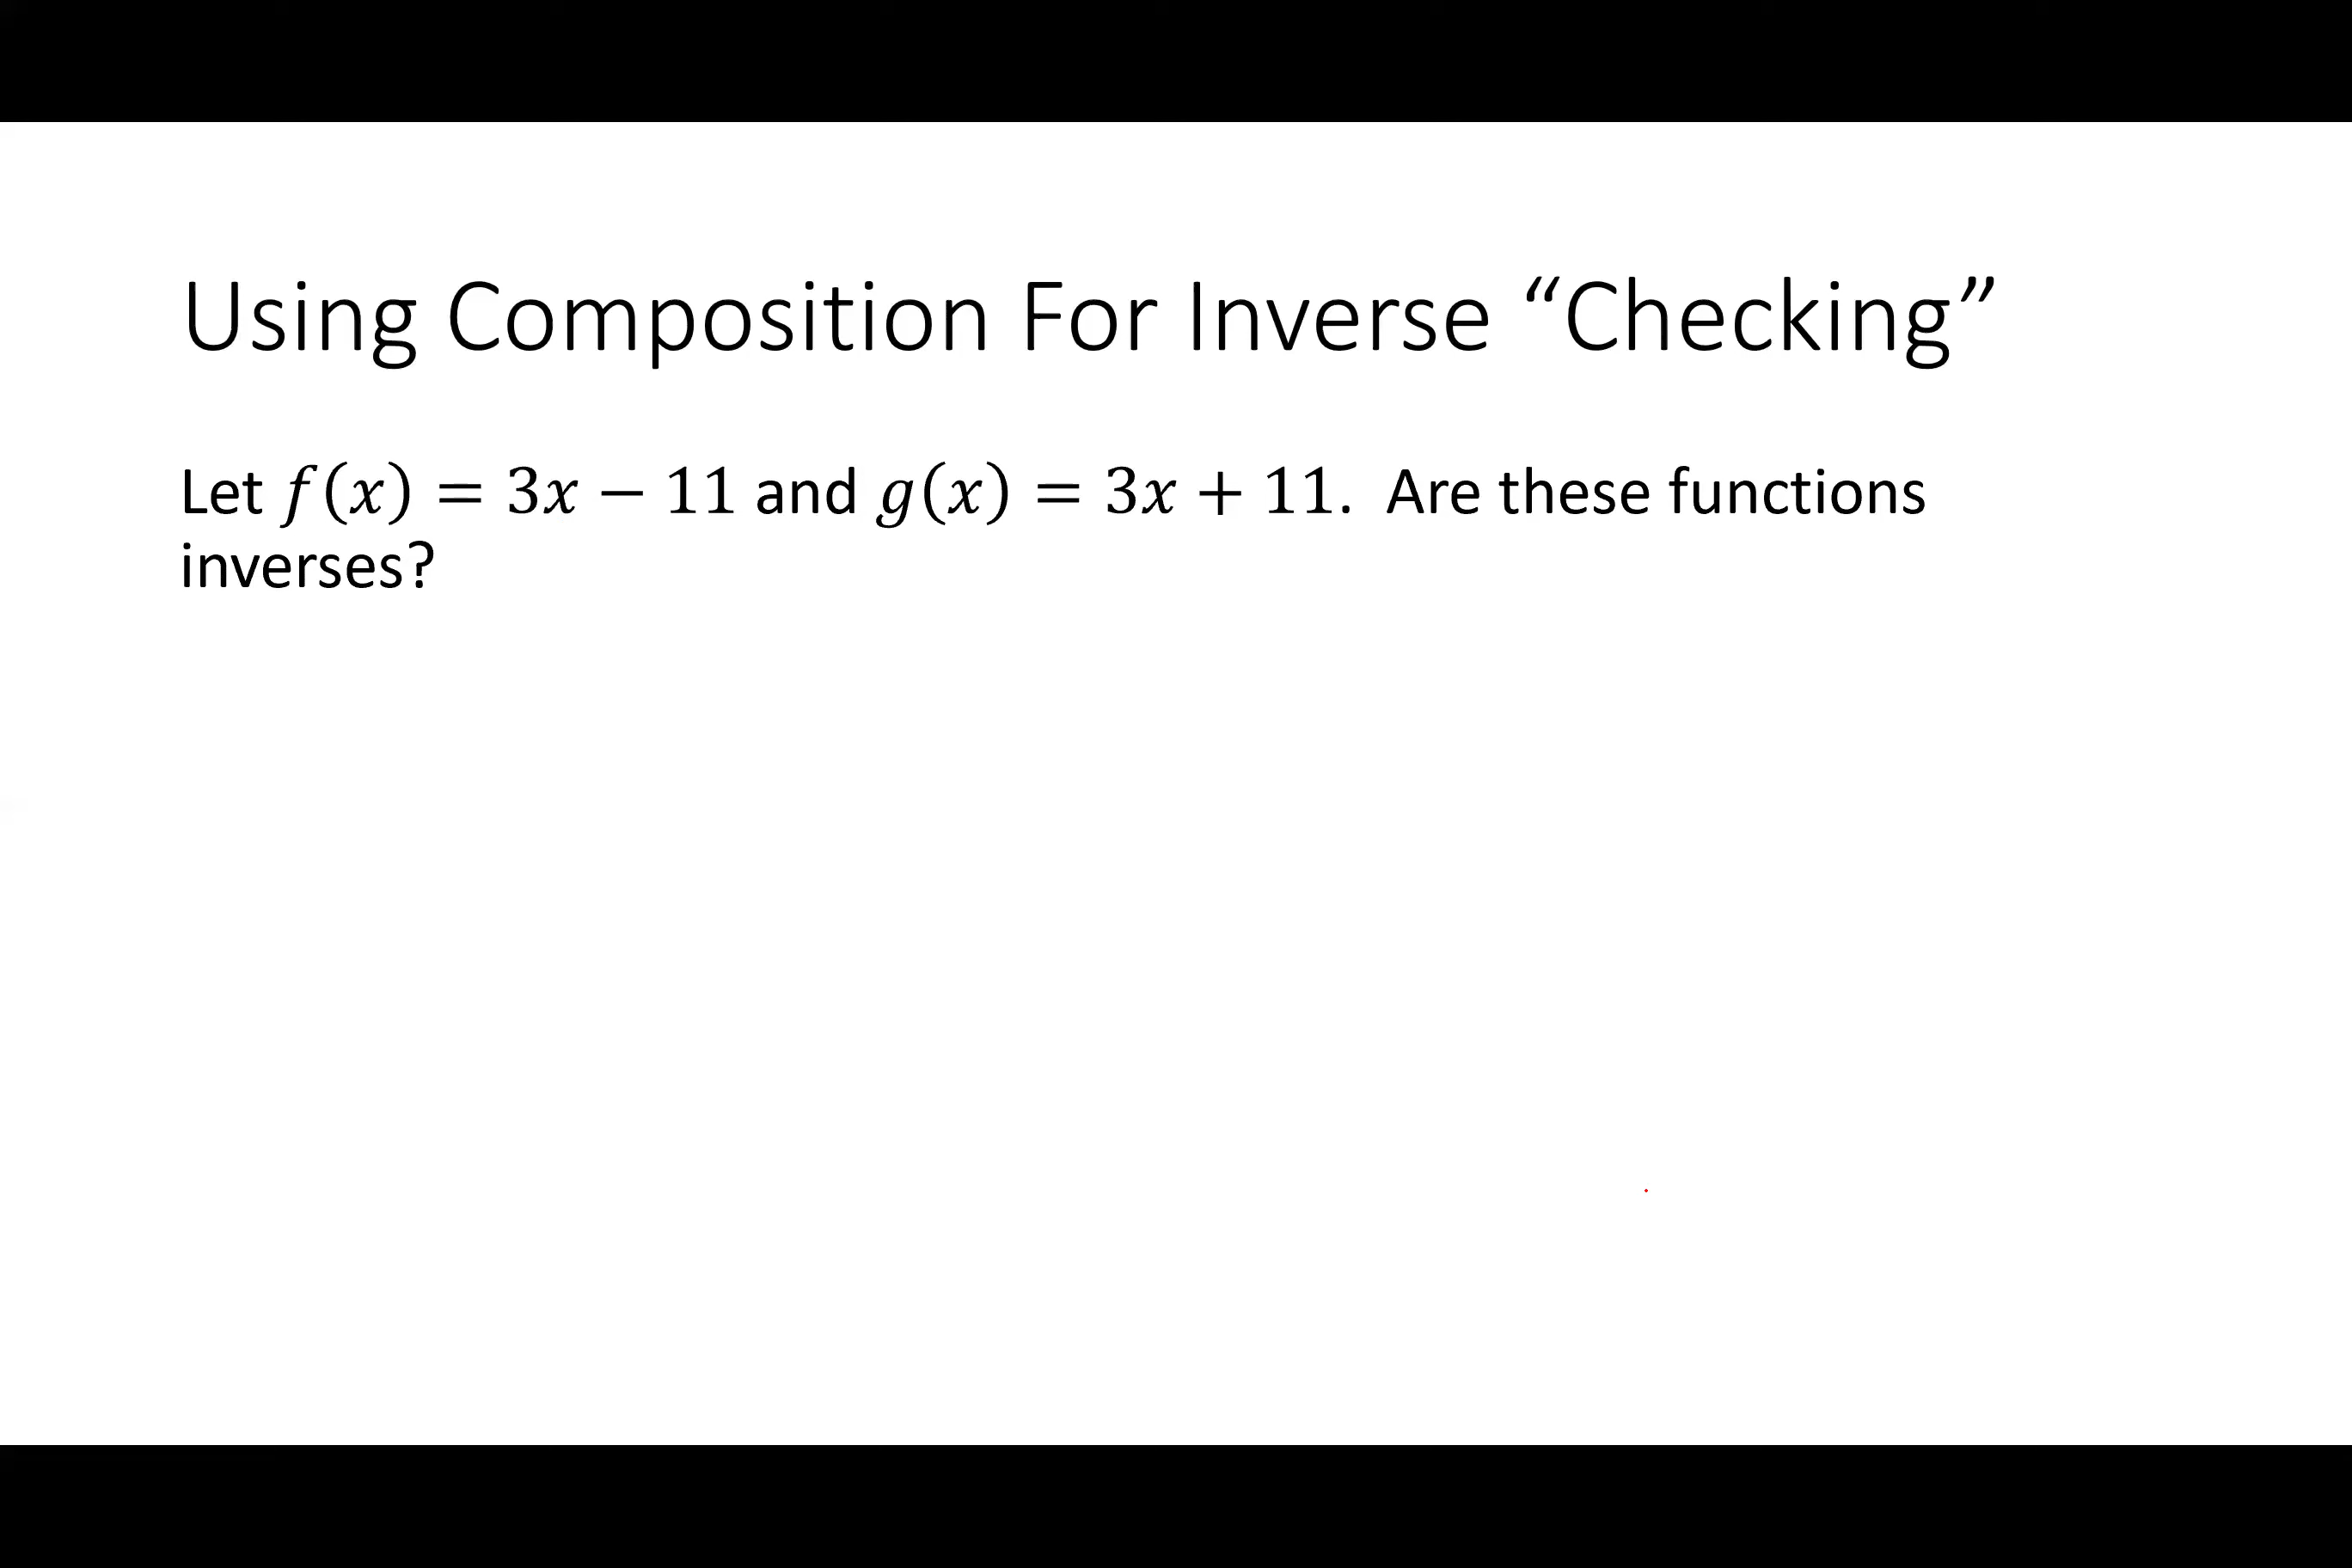 Using Composition For Inverse “Checking”
Let f(x) = 3x − 11 and g(x) = 3x + 11.  Are these functions
inverses?